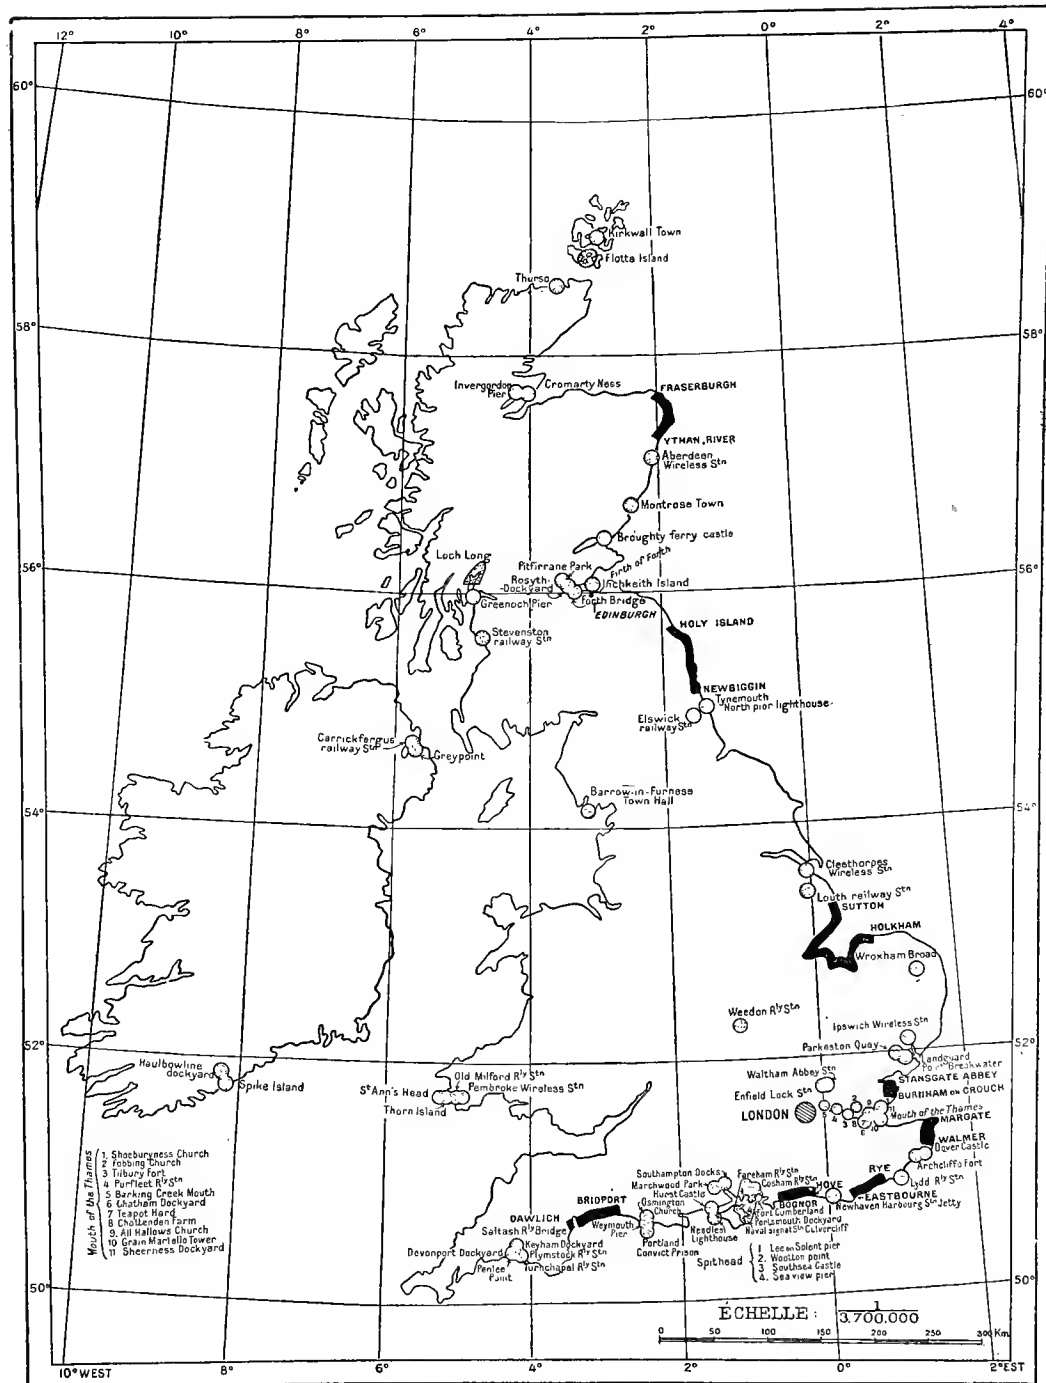 12° 10° 8° 6° 4° 2° 0° 2° 4°
60° 60°
Kirkwall Town
Flotta Island
Thurso
58° 58°
Invergordon
Pier
Cromarty Ness
FRASERBURGH
YTHAN, RIVER
Aberdeen
Wireless Stn
Montrose Town
Broughty ferry castle
Firth of Forth
Loch Long
Pitfirrane Park
56° 56°
Rosyth-
Dockyard
Inchkeith Island
Greenoch Pier
Forth Bridge
EDINBURGH
HOLY ISLAND
Stevenston
railway Stn
NEWBIGGIN
Tynemouth
North pier lighthouse
Elswick
railway Stn
Carrickfergus
railway Stn
Greypoint
Barrow-in-Furness
Town Hall
54° 54°
Cleethorpes
Wireless Stn
Louth railway Stn
SUTTON
HOLKHAM
Wroxham Broad
Weedon Rly Stn
Ipswich Wireless Stn
52° 52°
Parkeston Quay
Landguard
Breakwater
Haulbowline
dockyard
Spike Island
Old Milford Rly Stn
Pembroke Wireless Stn
St Ann's Head
Thorn Island
Waltham Abbey Stn
STANSGATE ABBEY
BURNHAM ON CROUCH
Enfield Lock Stn
LONDON
Mouth of the Thames
MARGATE
WALMER
Dover Castle
Archcliffe Fort
Lydd Rly Stn
RYE
EASTBOURNE
Newhaven Harbourg Stn Jetty
HOVE
BOGNOR
Southampton Docks
Marchwood Park
Hurst Castle
Fareham Rly Stn
Cosham Rly Stn
Osmington
Church
Fort Cumberland
Portsmouth Dockyard
Naval Signal Stn Culvercliff
Needles
Lighthouse
BRIDPORT
Weymouth
Pier
Portland
Convict Prison
DAWLICH
Saltash Rly Bridge
Keyham Dockyard
Devonport Dockyard
Plymstock Rly Stn
Penlee
Point
Turnchapel Rly Stn
Spithead
1 Lee on Solent pier
2. Wootton point
3 Southsea Castle
4. Sea view pier
Mouth of the Thames
1. Shoeburyness Church
2 Fobbing Church
3 Tilbury Fort
4 Purfleet Rly Stn
5 Barking Creek Mouth
6 Chatham Dockyard
7 Teapot Hard
8 Chattenden Farm
9. All Hallows Church
10 Grain Martello Tower
11 Sheerness Dockyard
50° 50°
ÉCHELLE: 1
3.700.000
0 50 100 150 200 250 300 Km.
10° WEST 8° 6° 4° 2° 0° 2° EST